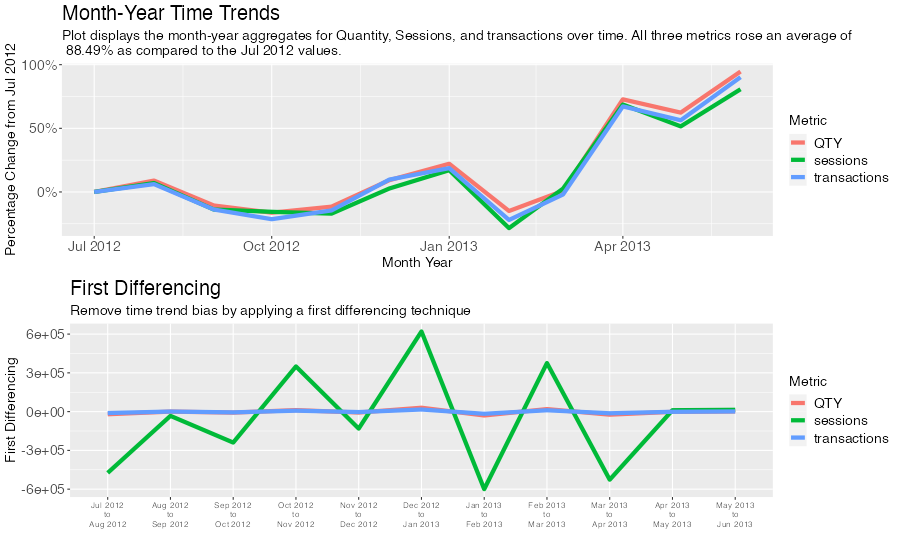 Month-Year Time Trends
Plot displays the month-year aggregates for Quantity, Sessions, and transactions over time. All three metrics rose an average of
88.49% as compared to the Jul 2012 values.
Percentage Change from Jul 2012
100%
50%
0%
Jul 2012 Oct 2012 Jan 2013 Apr 2013
Month Year
Metric
QTY
sessions
transactions
First Differencing
Remove time trend bias by applying a first differencing technique
First Differencing
6e+05
3e+05
0e+00
-3e+05
-6e+05
Jul 2012 Aug 2012 Sep 2012 Oct 2012 Nov 2012 Dec 2012 Jan 2013 Feb 2013 Mar 2013 Apr 2013 May 2013
to to to to to to to to to to to
Aug 2012 Sep 2012 Oct 2012 Nov 2012 Dec 2012 Jan 2013 Feb 2013 Mar 2013 Apr 2013 May 2013 Jun 2013
Metric
QTY
sessions
transactions